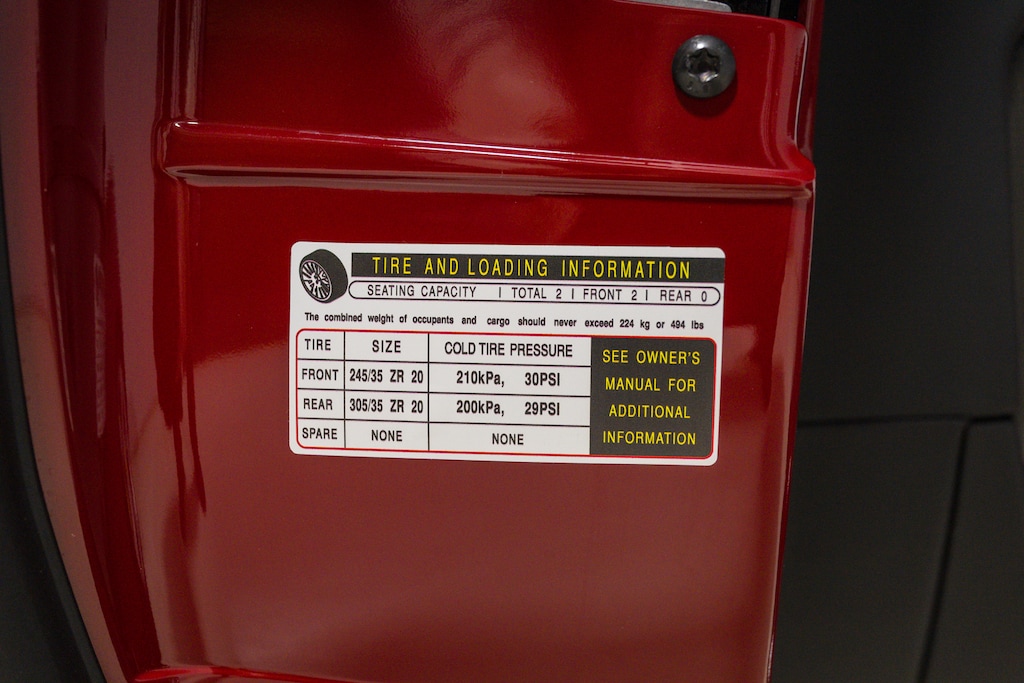 TIRE AND LOADING INFORMATION
SEATING CAPACITY | TOTAL 2 | FRONT 2 | REAR 0
The combined weight of occupants and cargo should never exceed 224 kg or 494 lbs
TIRE SIZE COLD TIRE PRESSURE
FRONT 245/35 ZR 20 210kPa, 30PSI
REAR 305/35 ZR 20 200kPa, 29PSI
SPARE NONE NONE
SEE OWNER'S
MANUAL FOR
ADDITIONAL
INFORMATION